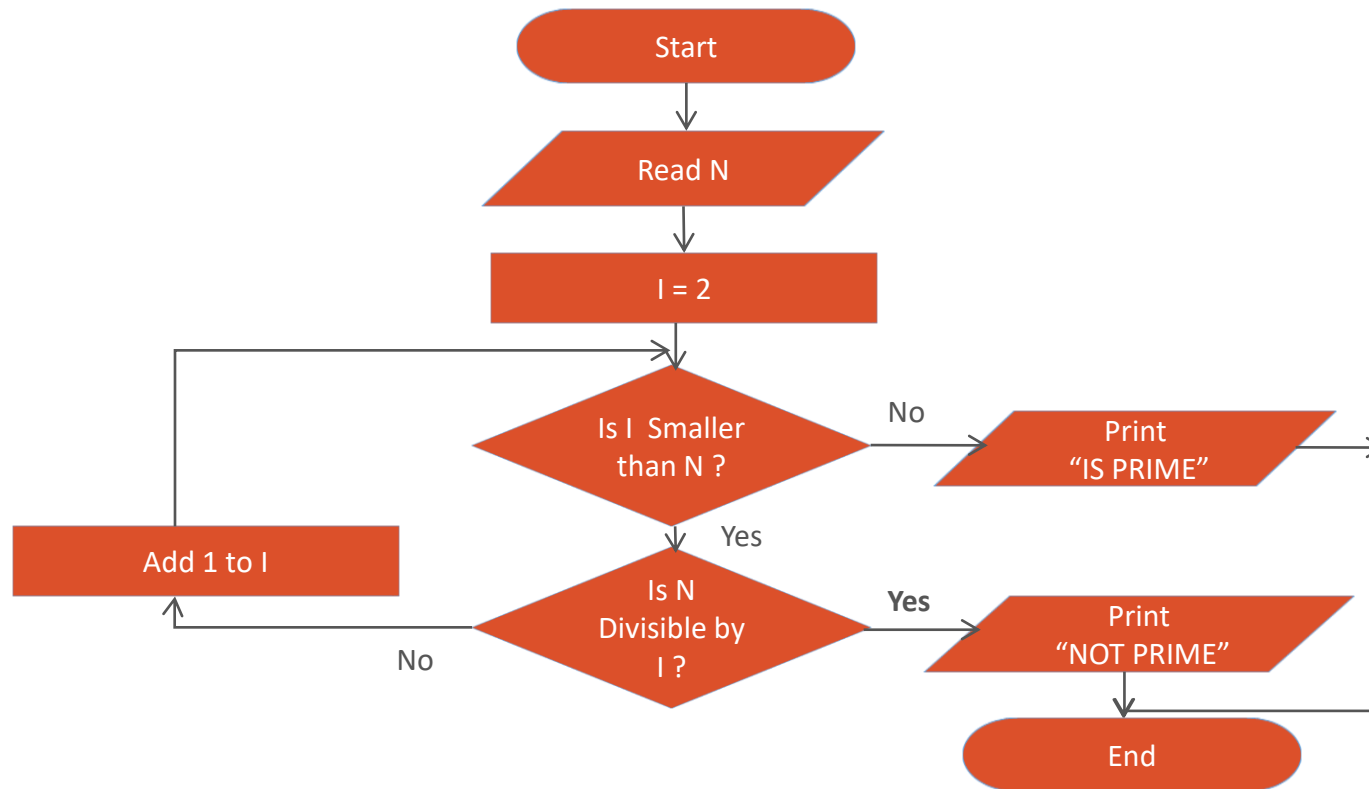 Start
Read N
I = 2
Is I Smaller
than N ?
No
Print
“IS PRIME”
Yes
Add 1 to I
Is N
Divisible by
I ?
Yes
Print
“NOT PRIME”
No
End